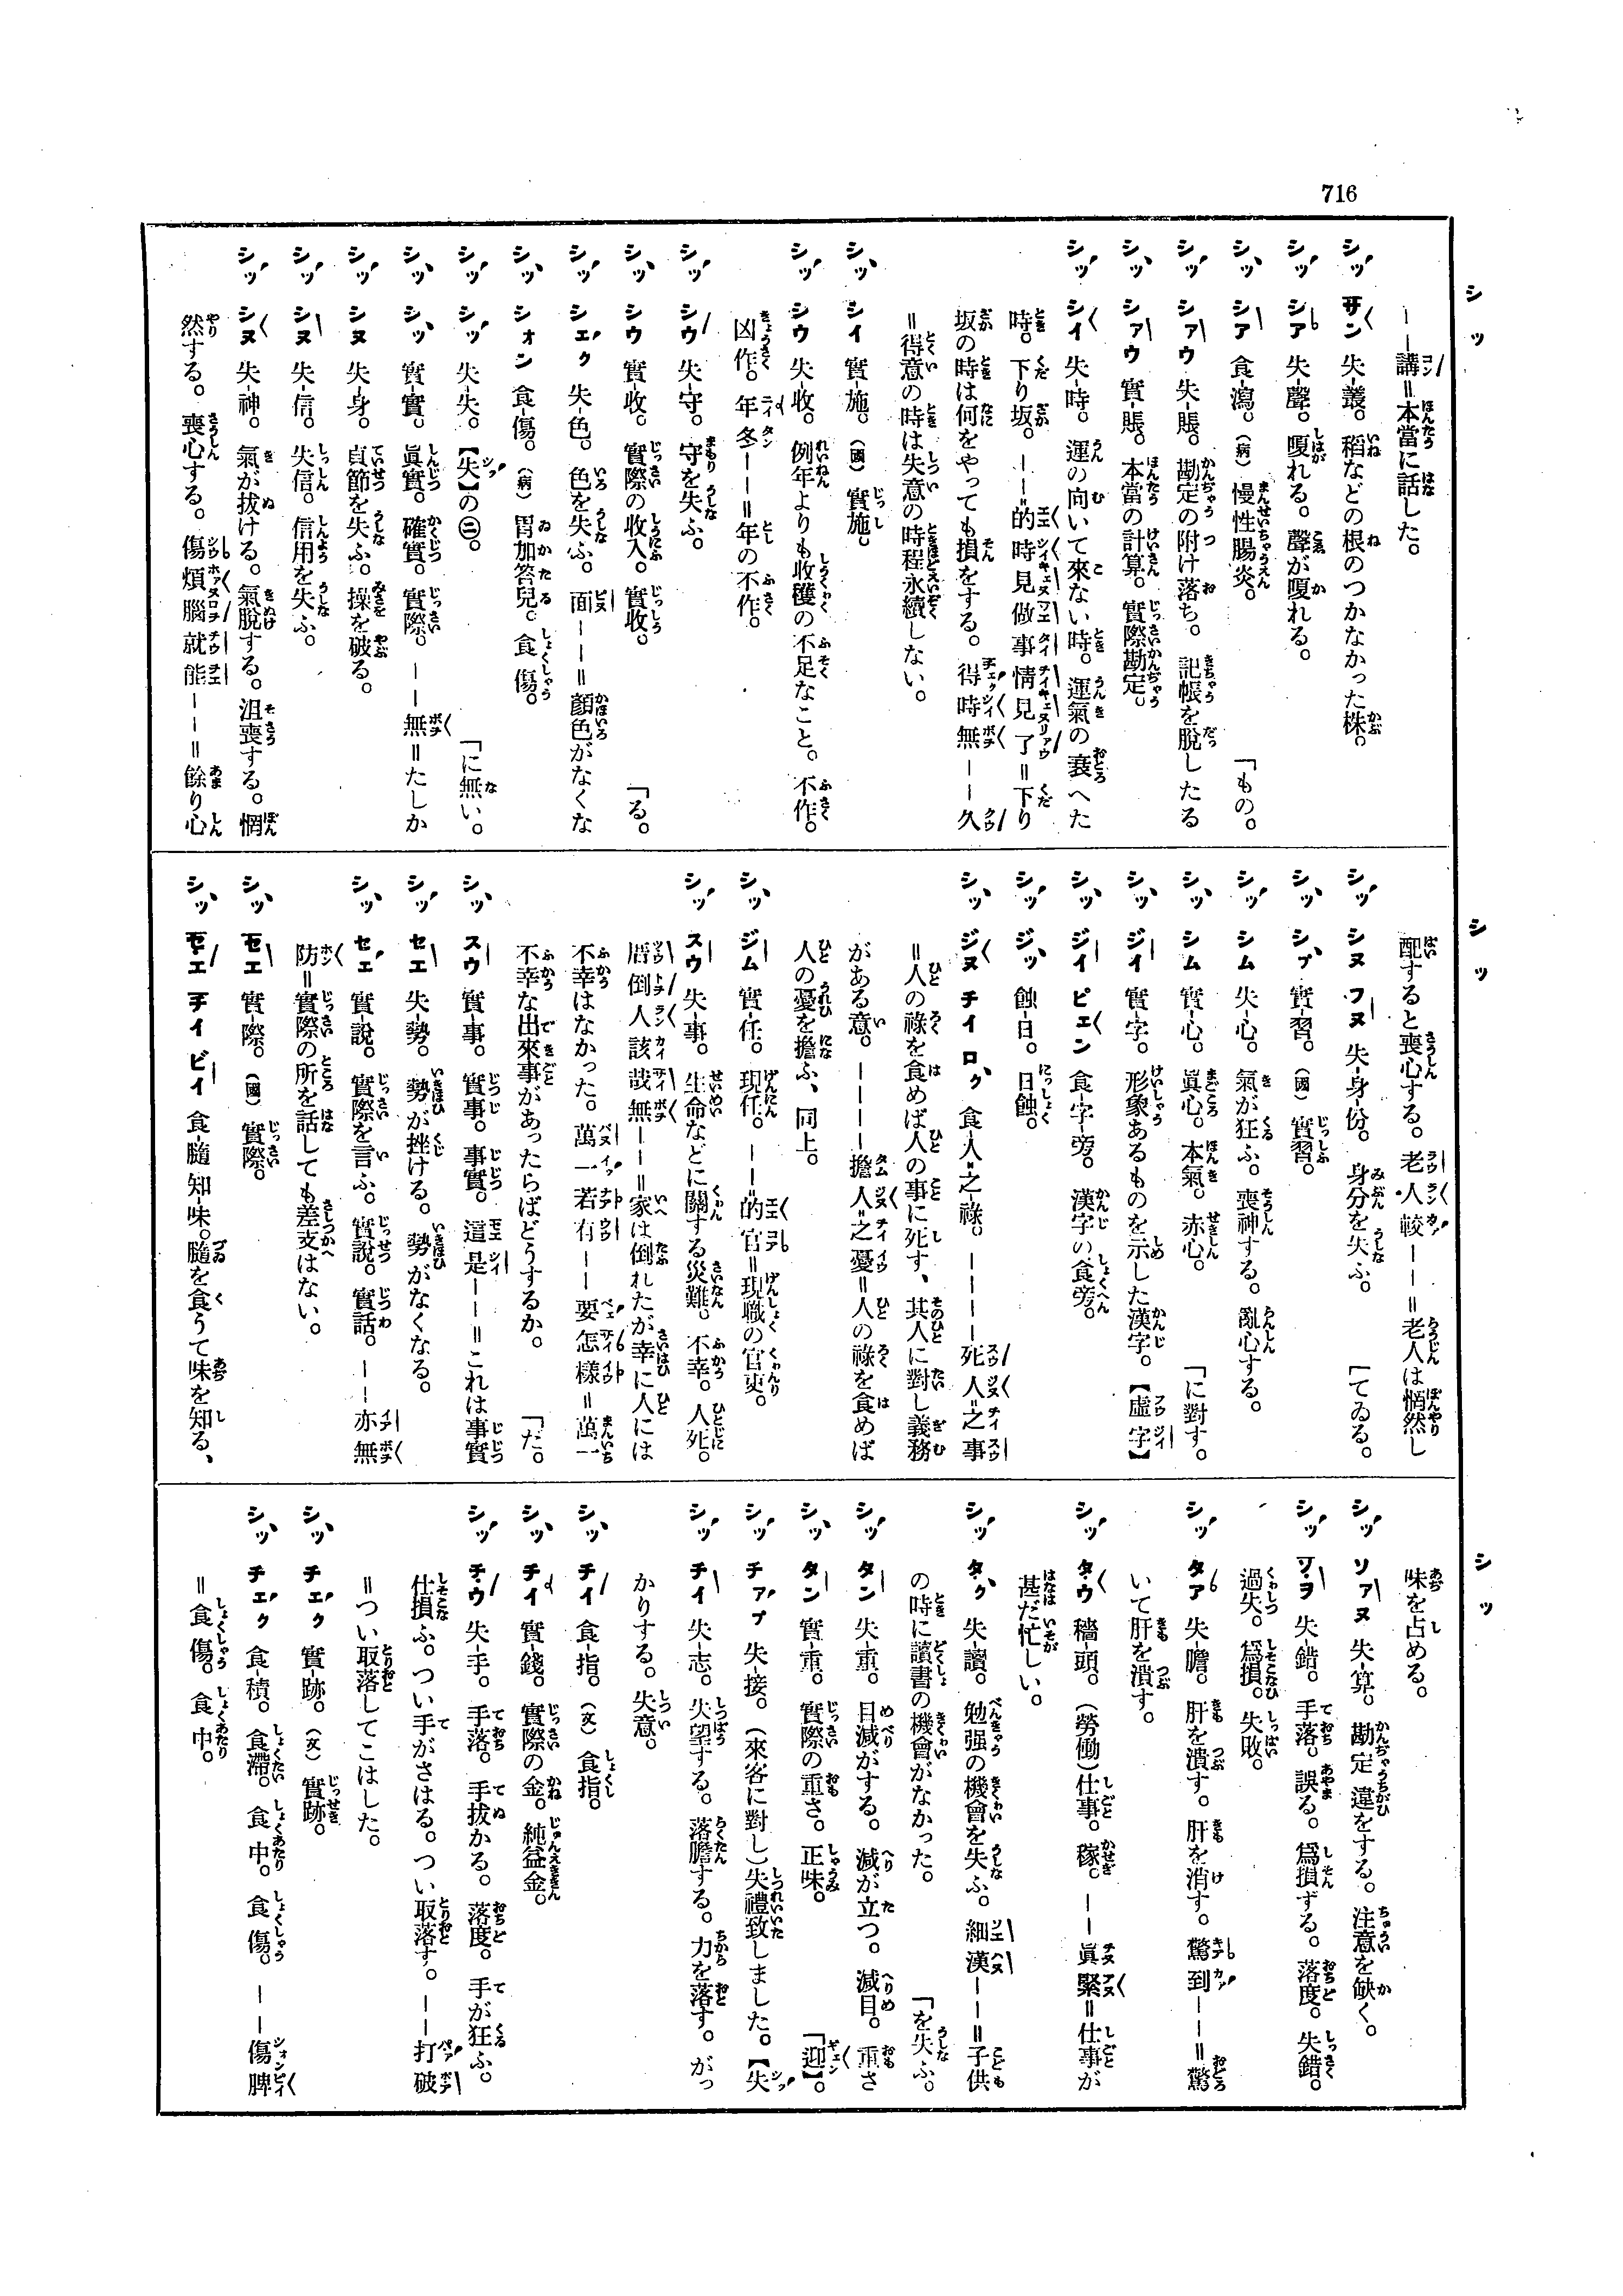 716
シッ
——講＝本當に話した。
シッ サン 失-叢。稻などの根のつかなかった株。
シッ シア 失-聲。嗄れる。聲が嗄れる。
シッ シア 食-瀉。（病）慢性腸炎。
シッ シアウ 失-賬。勘定の附け落ち。記帳を脱したる「もの。
シッ シアウ 實-賬。本當の計算。實際勘定。
シッ シイ 失-時。運の向いて來ない時。運氣の衰へた
時。下り坂。——的時見做事情見了＝下り
坂の時は何をやっても損をする。得時無——久
＝得意の時は失意の時程永續しない。
シッ シイ 實-施。（國）實施。
シッ シウ 失-收。例年よりも收穫の不足なこと。不作。
凶作。年冬——＝年の不作。
シッ シウ 失-守。守を失ふ。
シッ シウ 實-收。實際の收入。實收。
シッ シェク 失-色。色を失ふ。面——＝顏色がなくな「る。
シッ シォン 食-傷。（病）胃加答兒。食傷。
シッ シッ 失-失。【失】の㊁。
シッ シッ 實-實。眞實。確實。實際。——無＝たしか「に無い。
シッ シヌ 失-身。貞節を失ふ。操を破る。
シッ シヌ 失-信。失信。信用を失ふ。
シッ シヌ 失-神。氣が拔ける。氣脫する。沮喪する。惘
然する。喪心する。傷煩腦就能——＝餘り心
シッ
配すると喪心する。老人較——＝老人は惘然し
シッ シヌ フヌ 失-身-份。身分を失ふ。［てゐる。
シッ シプ 實-習。（國）實習。
シッ シム 失-心。氣が狂ふ。喪神する。亂心する。
シッ シム 實-心。眞心。本氣。赤心。「に對す。
シッ ジイ 實-字。形象あるものを示した漢字。【虛字】
シッ ジイ ピェン 食-字旁。漢字の食旁。
シッ ジッ 蝕-日。日蝕。
シッ ジヌ チイ ロク 食人之-祿。————死人之事
＝人の祿を食めば人の事に死す、其人に對し義務
がある意。————擔人之憂＝人の祿を食めば
人の憂を擔ふ、同上。
シッ ジム 實-任。現任。——的官＝現職の官吏。
シッ スウ 失-事。生命などに關する災難。不幸。人死。
厝倒人該哉無——＝家は倒れたが幸に人には
不幸はなかった。萬一若有——要怎樣＝萬一
不幸な出來事があったらばどうするか。「だ。
シッ スウ 實-事。實事。事實。這是——＝これは事實
シッ セエ 失-勢。勢が挫ける。勢がなくなる。
シッ セェ 實-說。實際を言ふ。實說。實話。——亦無
防＝實際の所を話しても差支はない。
シッ セエ 實-際。（國）實際。
シッ セエ チイ ビイ 食-髓知-味。髓を食うて味を知る、
シッ
味を占める。
シッ ソアヌ 失-算。勘定違をする。注意を缺く。
シッ ソヲ 失-錯。手落。誤る。爲損ずる。落度。失錯。
過失。爲損。失敗。
シッ タア 失-膽。肝を潰す。肝を消す。驚到——＝驚
いて肝を潰す。
シッ タウ 穡-頭。（勞働）仕事。稼。——眞緊＝仕事が
甚だ忙しい。
シッ タク 失-讀。勉强の機會を失ふ。細漢——＝子供
の時に讀書の機會がなかった。「を失ふ。
シッ タン 失-重。目減がする。減が立つ。減目。重さ
シッ タン 實-重。實際の重さ。正味。「迎】。
シッ チァプ 失-接。（來客に對し）失禮致しました。【失
シッ チイ 失-志。失望する。落膽する。力を落す。がっ
かりする。失意。
シッ チイ 食-指。（文）食指。
シッ チイ 實-錢。實際の金。純益金。
シッ チウ 失-手。手落。手拔かる。落度。手が狂ふ。
仕損ふ。つい手がさはる。つい取落す。——打破
＝つい取落してこはした。
シッ チェク 實-跡。（文）實跡。
シッ チェク 食-積。食滯。食中。食傷。——傷脾
＝食傷。食中。